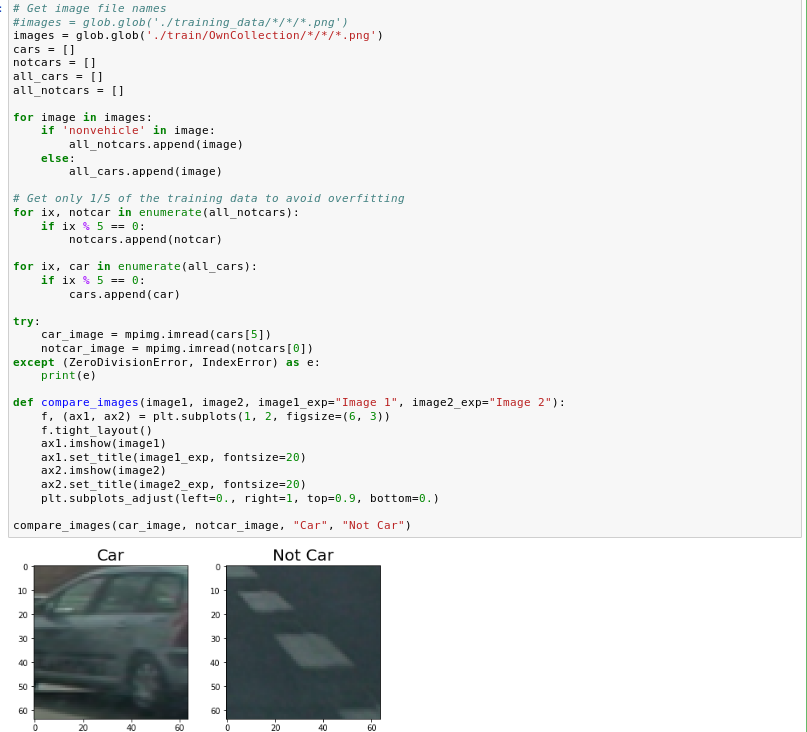 :
# Get image file names
#images = glob.glob('./training_data/*/*/*.png')
images = glob.glob('./train/OwnCollection/*/*/*.png')
cars = []
notcars = []
all_cars = []
all_notcars = []

for image in images:
    if 'nonvehicle' in image:
        all_notcars.append(image)
    else:
        all_cars.append(image)

# Get only 1/5 of the training data to avoid overfitting
for ix, notcar in enumerate(all_notcars):
    if ix % 5 == 0:
        notcars.append(notcar)

for ix, car in enumerate(all_cars):
    if ix % 5 == 0:
        cars.append(car)

try:
    car_image = mpimg.imread(cars[5])
    notcar_image = mpimg.imread(notcars[0])
except (ZeroDivisionError, IndexError) as e:
    print(e)

def compare_images(image1, image2, image1_exp="Image 1", image2_exp="Image 2"):
    f, (ax1, ax2) = plt.subplots(1, 2, figsize=(6, 3))
    f.tight_layout()
    ax1.imshow(image1)
    ax1.set_title(image1_exp, fontsize=20)
    ax2.imshow(image2)
    ax2.set_title(image2_exp, fontsize=20)
    plt.subplots_adjust(left=0., right=1, top=0.9, bottom=0.)

compare_images(car_image, notcar_image, "Car", "Not Car")
Car
0
10
20
30
40
50
60
0 20 40 60
Not Car
0
10
20
30
40
50
60
0 20 40 60